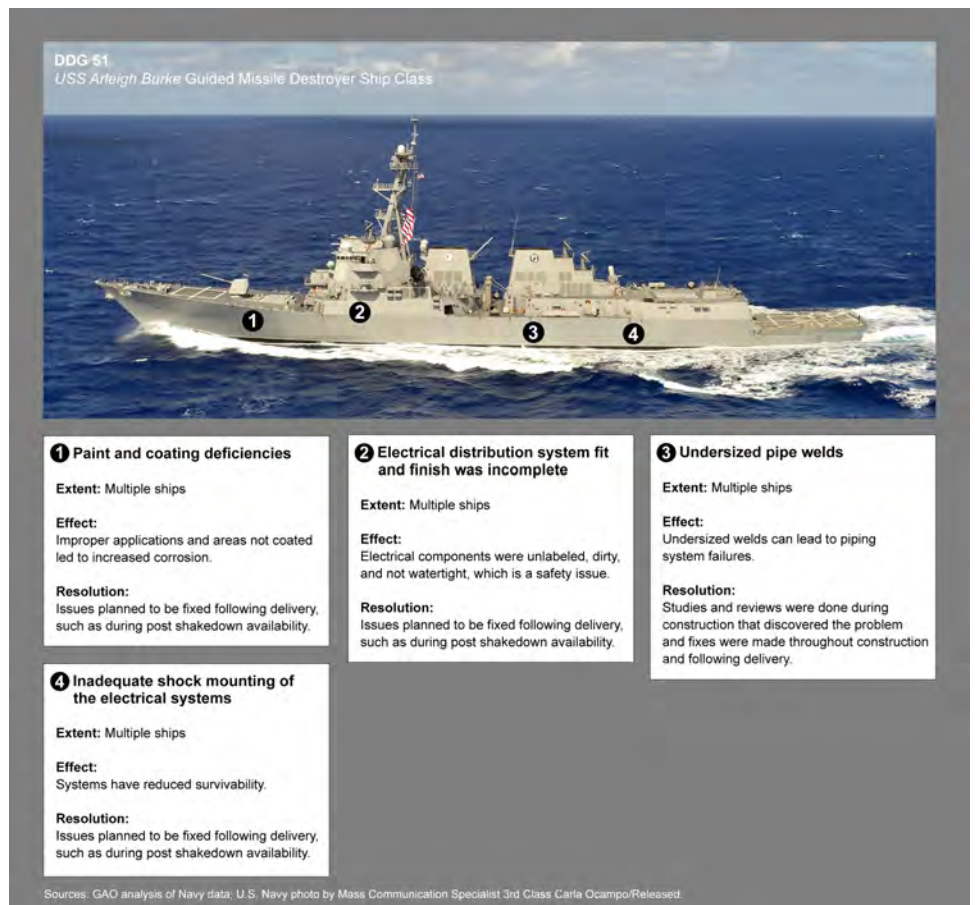 DDG 51
USS Arleigh Burke Guided Missile Destroyer Ship Class
1
2
3
4
1 Paint and coating deficiencies
Extent: Multiple ships
Effect:
Improper applications and areas not coated
led to increased corrosion.
Resolution:
Issues planned to be fixed following delivery,
such as during post shakedown availability.
2 Electrical distribution system fit
and finish was incomplete
Extent: Multiple ships
Effect:
Electrical components were unlabeled, dirty,
and not watertight, which is a safety issue.
Resolution:
Issues planned to be fixed following delivery,
such as during post shakedown availability.
3 Undersized pipe welds
Extent: Multiple ships
Effect:
Undersized welds can lead to piping
system failures.
Resolution:
Studies and reviews were done during
construction that discovered the problem
and fixes were made throughout construction
and following delivery.
4 Inadequate shock mounting of
the electrical systems
Extent: Multiple ships
Effect:
Systems have reduced survivability.
Resolution:
Issues planned to be fixed following delivery,
such as during post shakedown availability.
Sources: GAO analysis of Navy data; U.S. Navy photo by Mass Communication Specialist 3rd Class Carla Ocampo/Released.